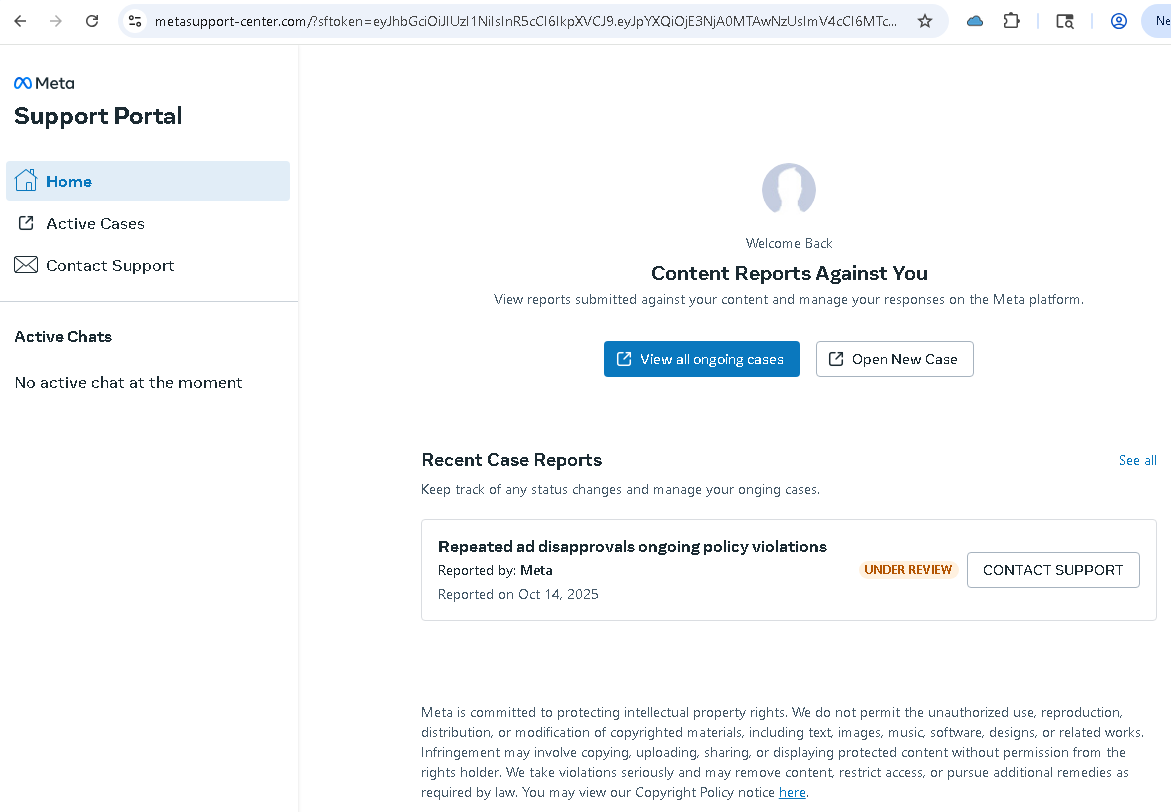 metasupport-center.com/?sftoken=eyJhbGciOiJIUzI1NiIsInR5cCI6IkpXVCJ9.eyJpYXQiOjE3NjA0MTAwNzUsImV4cCI6MTc...
Ne
Meta
Support Portal
Home
Active Cases
Contact Support
Active Chats
No active chat at the moment
Welcome Back
Content Reports Against You
View reports submitted against your content and manage your responses on the Meta platform.
View all ongoing cases
Open New Case
Recent Case Reports
See all
Keep track of any status changes and manage your onging cases.
Repeated ad disapprovals ongoing policy violations
Reported by: Meta
UNDER REVIEW
CONTACT SUPPORT
Reported on Oct 14, 2025
Meta is committed to protecting intellectual property rights. We do not permit the unauthorized use, reproduction,
distribution, or modification of copyrighted materials, including text, images, music, software, designs, or related works.
Infringement may involve copying, uploading, sharing, or displaying protected content without permission from the
rights holder. We take violations seriously and may remove content, restrict access, or pursue additional remedies as
required by law. You may view our Copyright Policy notice here.